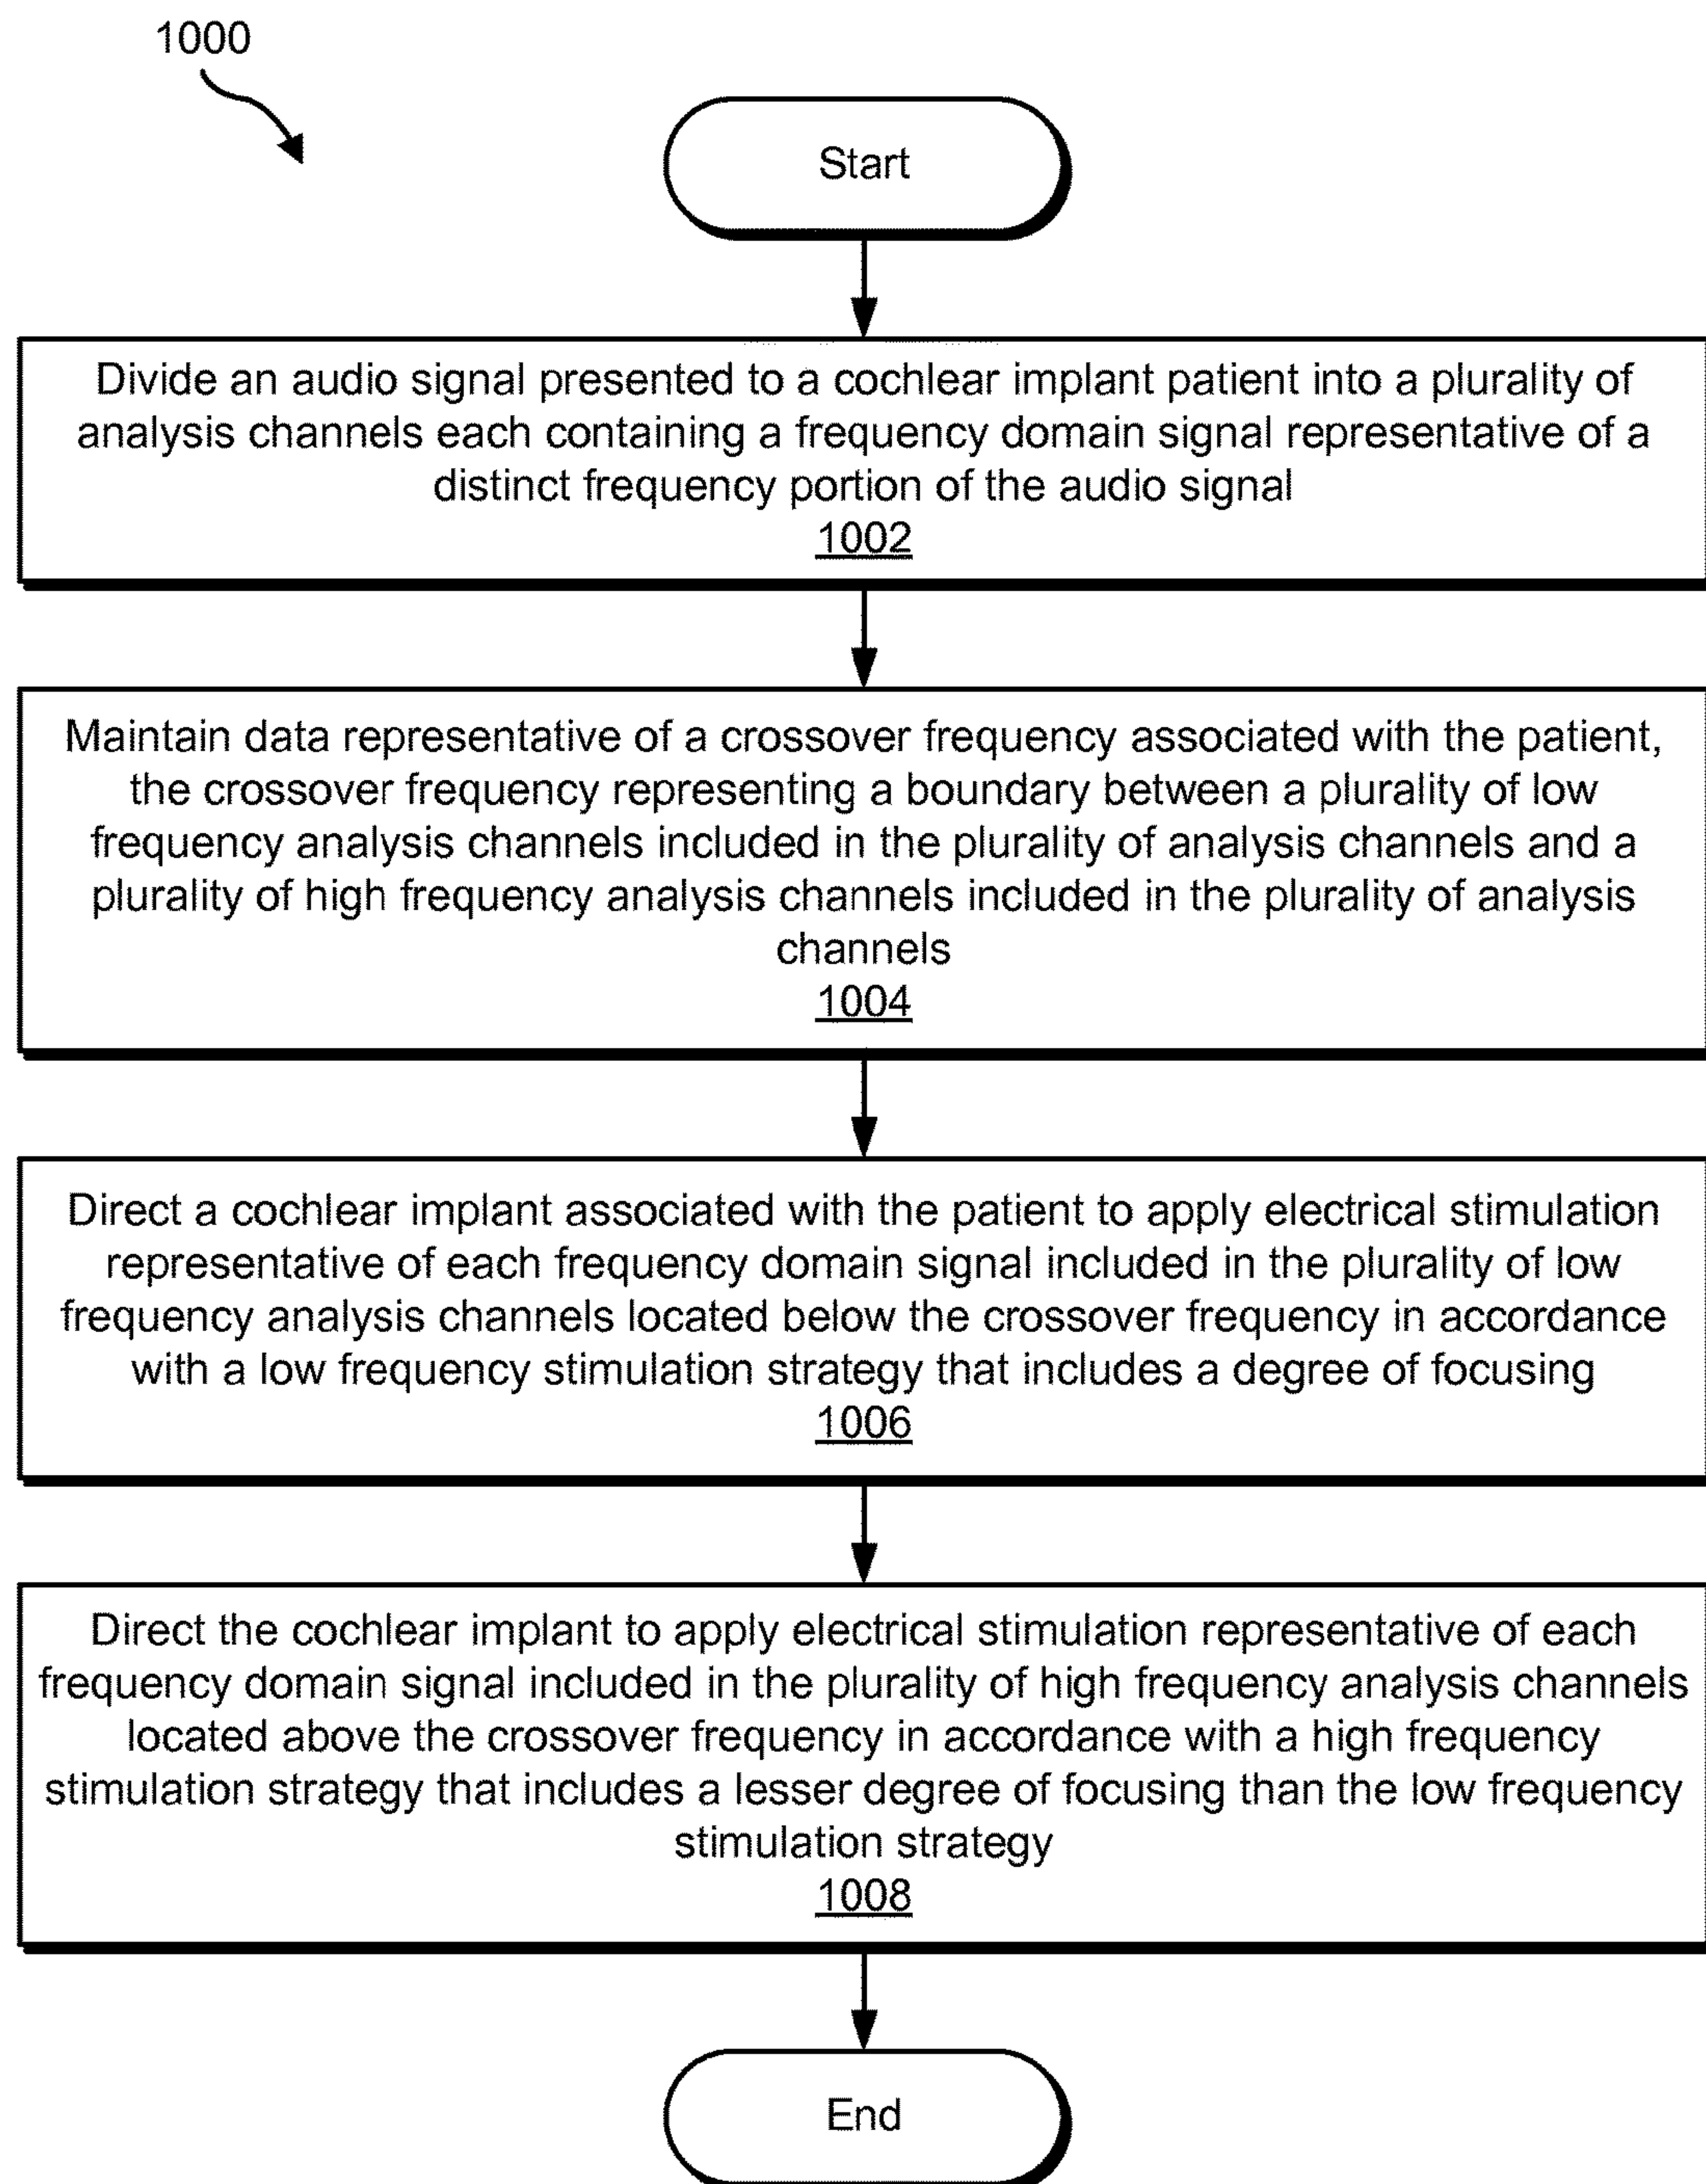 1000
Start
Divide an audio signal presented to a cochlear implant patient into a plurality of
analysis channels each containing a frequency domain signal representative of a
distinct frequency portion of the audio signal
1002
Maintain data representative of a crossover frequency associated with the patient,
the crossover frequency representing a boundary between a plurality of low
frequency analysis channels included in the plurality of analysis channels and a
plurality of high frequency analysis channels included in the plurality of analysis
channels
1004
Direct a cochlear implant associated with the patient to apply electrical stimulation
representative of each frequency domain signal included in the plurality of low
frequency analysis channels located below the crossover frequency in accordance
with a low frequency stimulation strategy that includes a degree of focusing
1006
Direct the cochlear implant to apply electrical stimulation representative of each
frequency domain signal included in the plurality of high frequency analysis channels
located above the crossover frequency in accordance with a high frequency
stimulation strategy that includes a lesser degree of focusing than the low frequency
stimulation strategy
1008
End